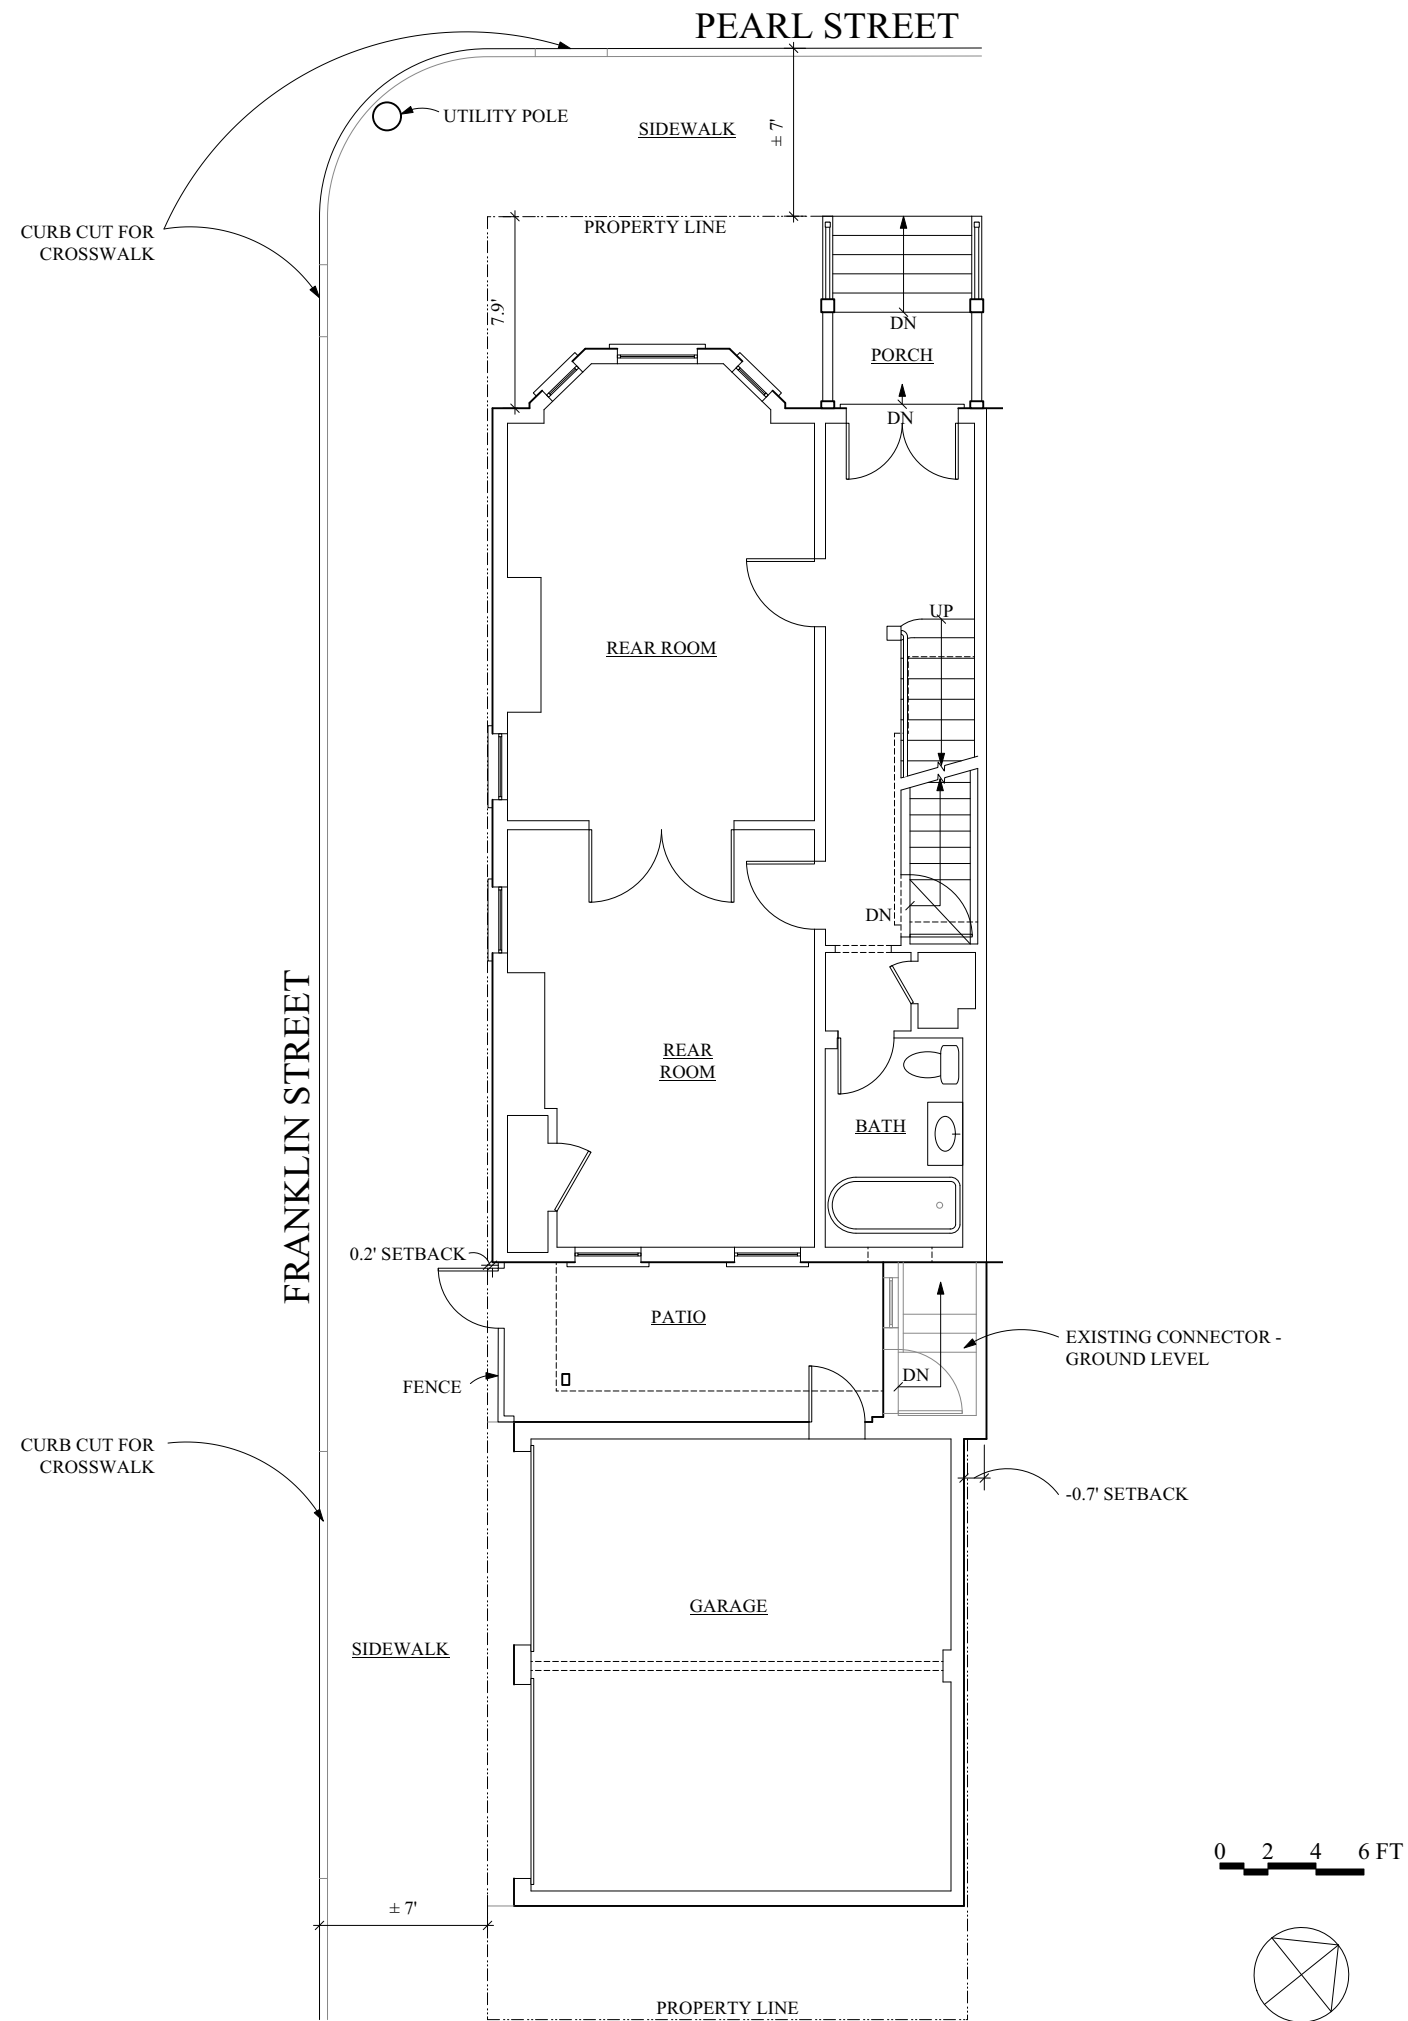 PEARL STREET
UTILITY POLE
SIDEWALK
± 7'
CURB CUT FOR
CROSSWALK
PROPERTY LINE
7.9'
DN
PORCH
DN
UP
REAR ROOM
DN
FRANKLIN STREET
REAR
ROOM
BATH
0.2' SETBACK
PATIO
EXISTING CONNECTOR -
GROUND LEVEL
FENCE
DN
CURB CUT FOR
CROSSWALK
-0.7' SETBACK
GARAGE
SIDEWALK
0 2 4 6 FT
± 7'
PROPERTY LINE